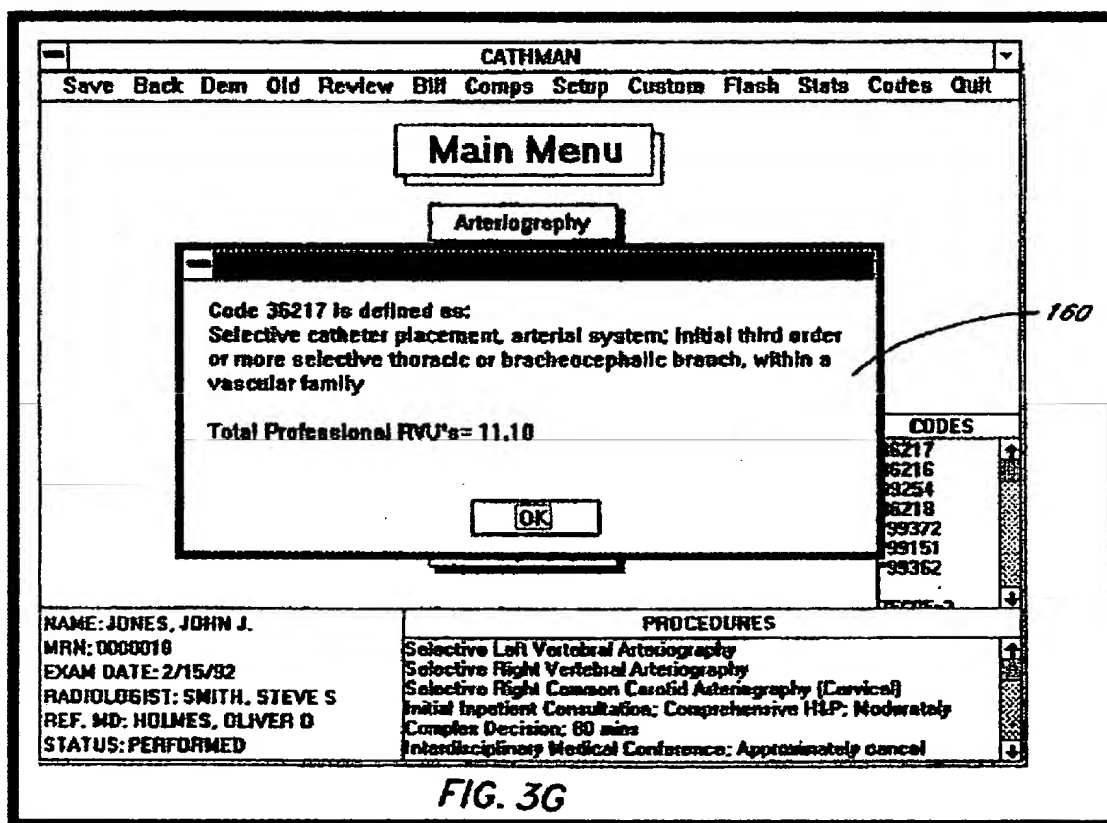 CATHMAN
Save Back Dem Old Review Bill Comps Setup Custom Flash Stats Codes Quit
Main Menu
Arteriography
Code 36217 is defined as:
Selective catheter placement, arterial system; initial third order
or more selective thoracic or bracheocephalic branch, within a
vascular family
Total Professional RVU's= 11.10
OK
160
CODES
36217
36216
99254
36218
*99372
*99151
*99362
NAME: JONES, JOHN J.
MRN: 0000018
EXAM DATE: 2/15/92
RADIOLOGIST: SMITH, STEVE S
REF. MD: HOLMES, OLIVER D
STATUS: PERFORMED
PROCEDURES
Selective Left Vertebral Arteriography
Selective Right Vertebral Arteriography
Selective Right Common Carotid Arteriography (Cervical)
Initial Inpatient Consultation; Comprehensive H&P; Moderately
Complex Decision; 80 mins
Interdisciplinary Medical Conference; Approximately cancel
FIG. 3G